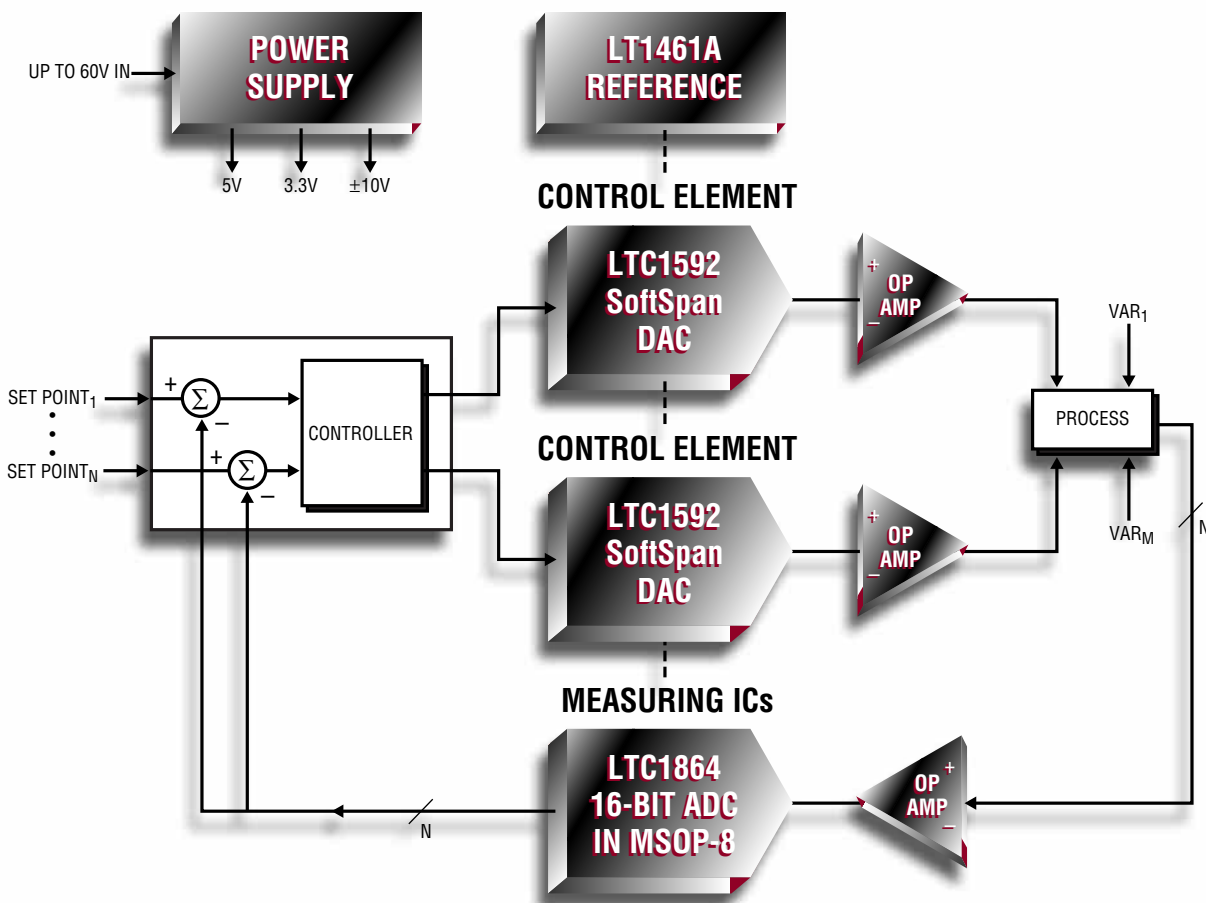 POWER
SUPPLY
LT1461A
REFERENCE
UP TO 60V IN
5V
3.3V
±10V
CONTROL ELEMENT
LTC1592
SoftSpan
DAC
+
OP
AMP
–
VAR₁
SET POINT₁
+
Σ
–
CONTROLLER
PROCESS
CONTROL ELEMENT
SET POINTN
+
Σ
–
LTC1592
SoftSpan
DAC
+
OP
AMP
–
VARM
N
MEASURING ICs
LTC1864
16-BIT ADC
IN MSOP-8
OP
AMP
+
–
N